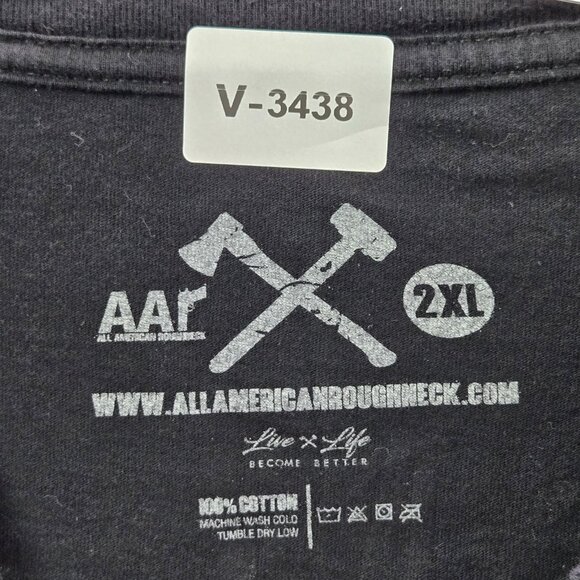 V-3438
AAr
ALL AMERICAN ROUGHNECK
2XL
WWW.ALLAMERICANROUGHNECK.COM
Live x Life
BECOME BETTER
100% COTTON
MACHINE WASH COLD
TUMBLE DRY LOW